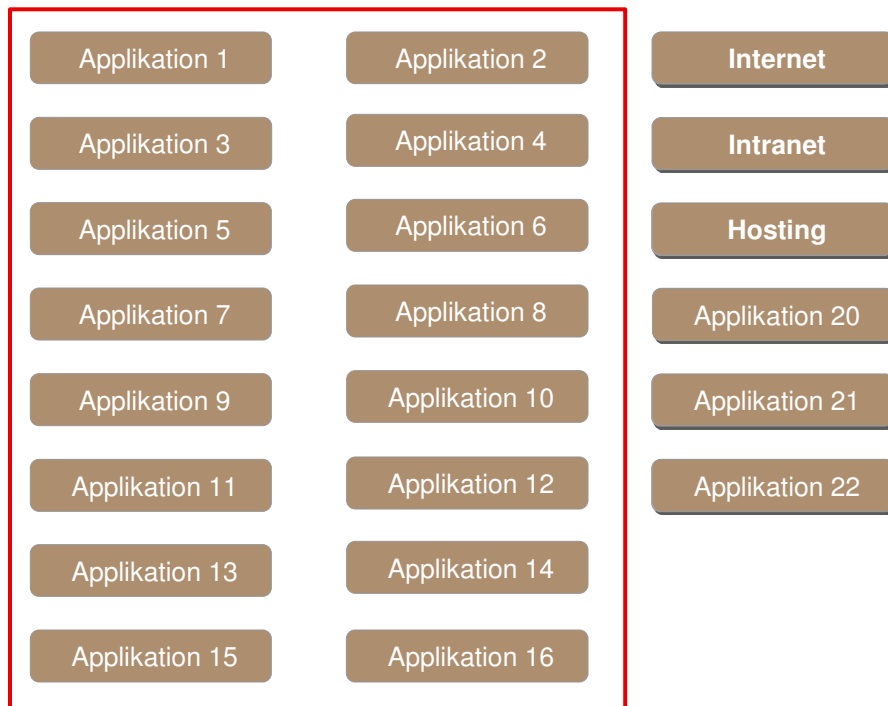 Applikation 1
Applikation 2
Internet
Applikation 3
Applikation 4
Intranet
Applikation 5
Applikation 6
Hosting
Applikation 7
Applikation 8
Applikation 20
Applikation 9
Applikation 10
Applikation 21
Applikation 11
Applikation 12
Applikation 22
Applikation 13
Applikation 14
Applikation 15
Applikation 16